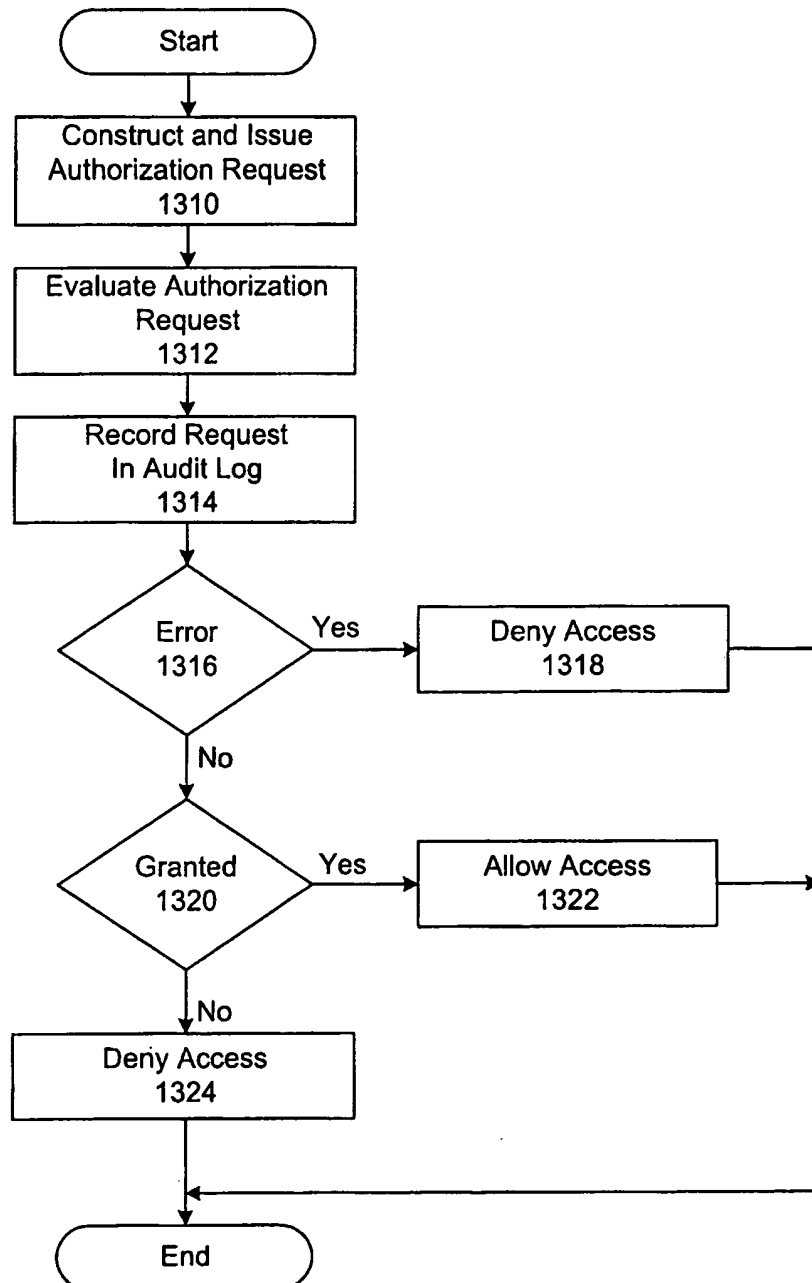 Start
Construct and Issue
Authorization Request
1310
Evaluate Authorization
Request
1312
Record Request
In Audit Log
1314
Error
1316
Yes
Deny Access
1318
No
Granted
1320
Yes
Allow Access
1322
No
Deny Access
1324
End